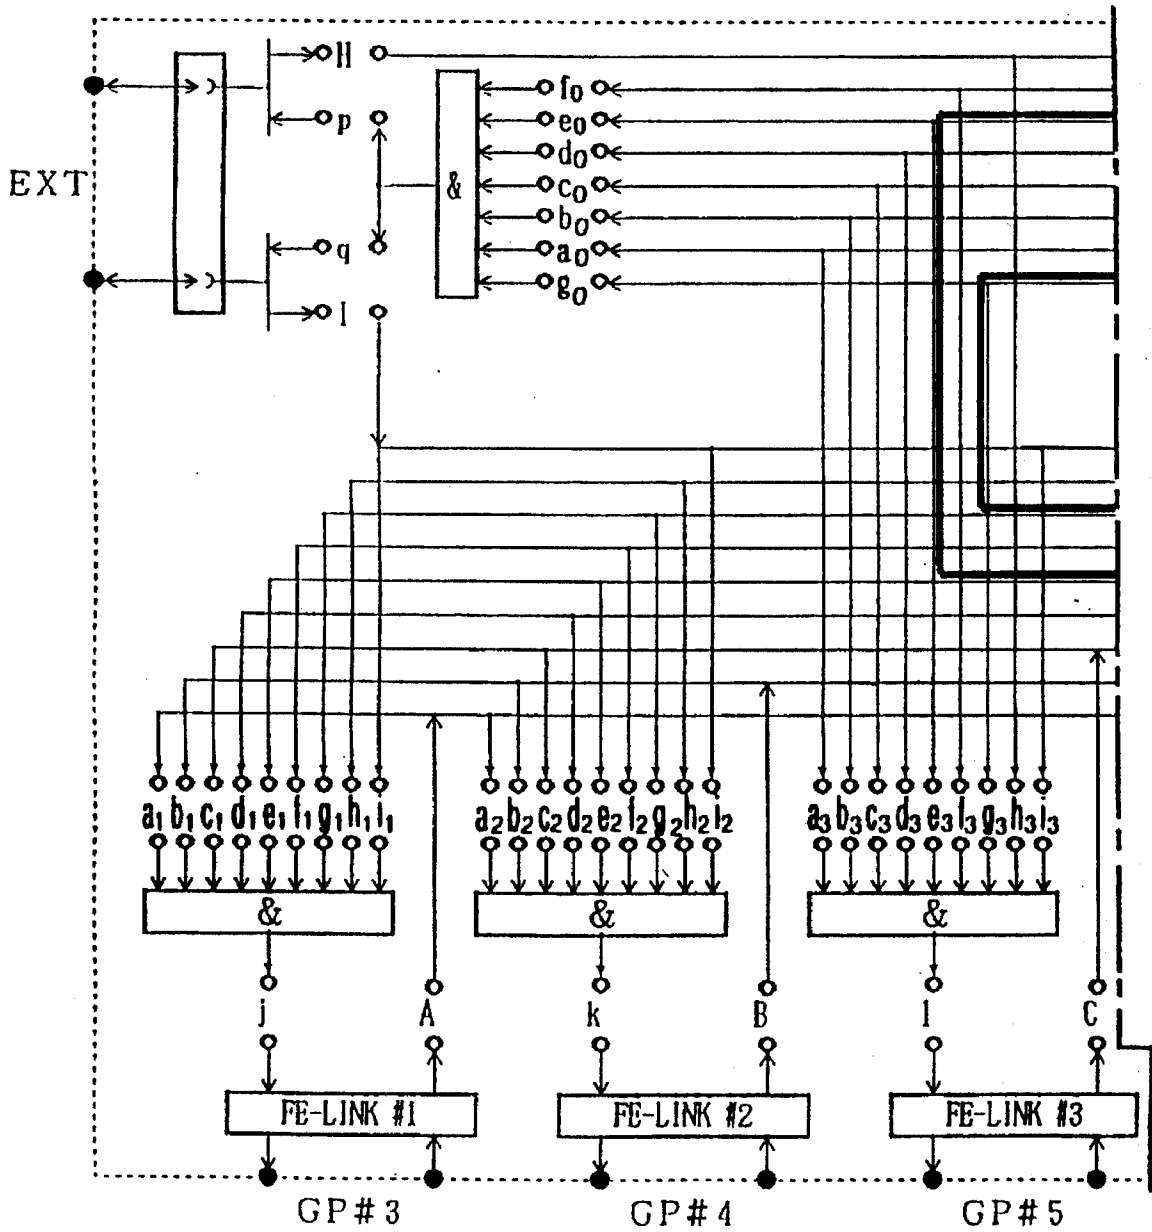 H
f0
p
e0
d0
EXT
&
c0
b0
q
a0
g0
I
a1 b1 c1 d1 e1 f1 g1 h1 i1
a2 b2 c2 d2 e2 f2 g2 h2 i2
a3 b3 c3 d3 e3 f3 g3 h3 i3
& & &
j A k B l C
FE-LINK #1 FE-LINK #2 FE-LINK #3
GP#3 GP#4 GP#5